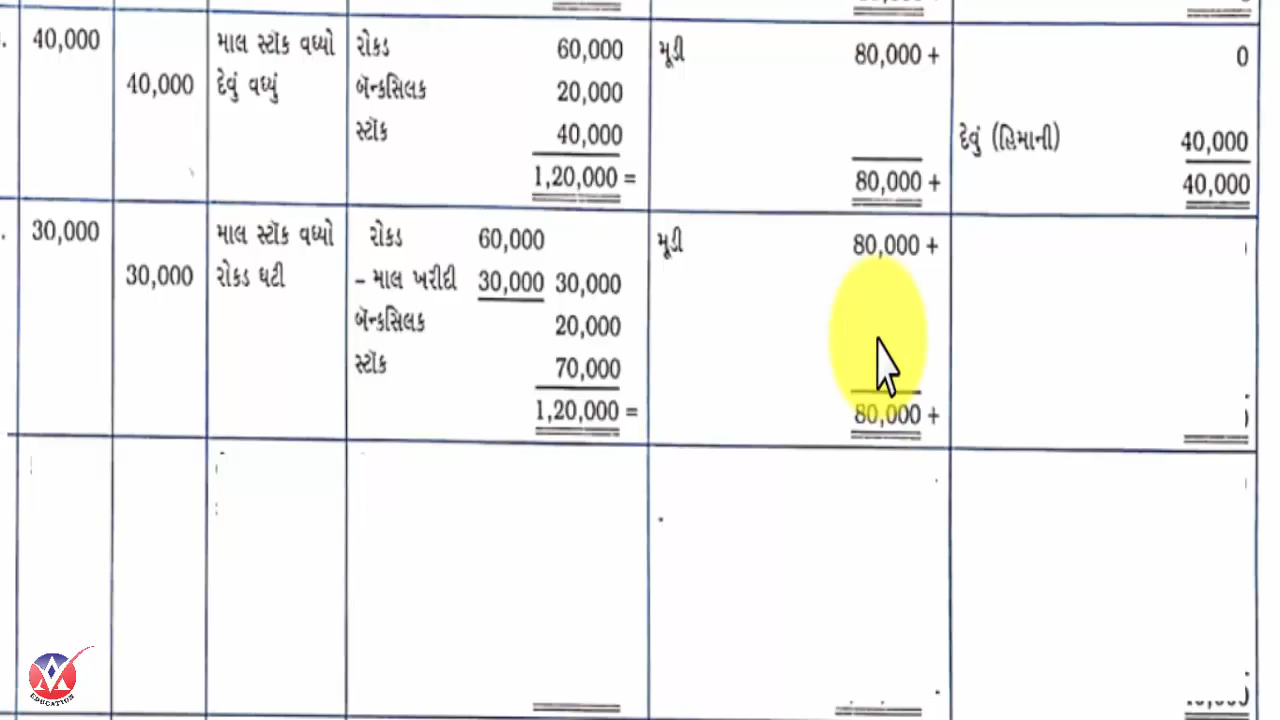 40,000 માલ સ્ટૉક વધ્યો રોકડ 60,000 મૂડી 80,000 + 0
40,000 દેવું વધ્યું બૅન્કસિલક 20,000
સ્ટૉક 40,000 દેવું (હિમાની) 40,000
1,20,000 = 80,000 + 40,000
30,000 માલ સ્ટૉક વધ્યો રોકડ 60,000 મૂડી 80,000 +
30,000 રોકડ ઘટી – માલ ખરીદી 30,000 30,000
બૅન્કસિલક 20,000
સ્ટૉક 70,000
1,20,000 = 80,000 +
EDUCATION